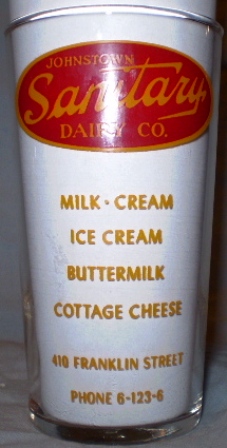 JOHNSTOWN
Sanitary
DAIRY CO.
MILK - CREAM
ICE CREAM
BUTTERMILK
COTTAGE CHEESE
410 FRANKLIN STREET
PHONE 6-123-6